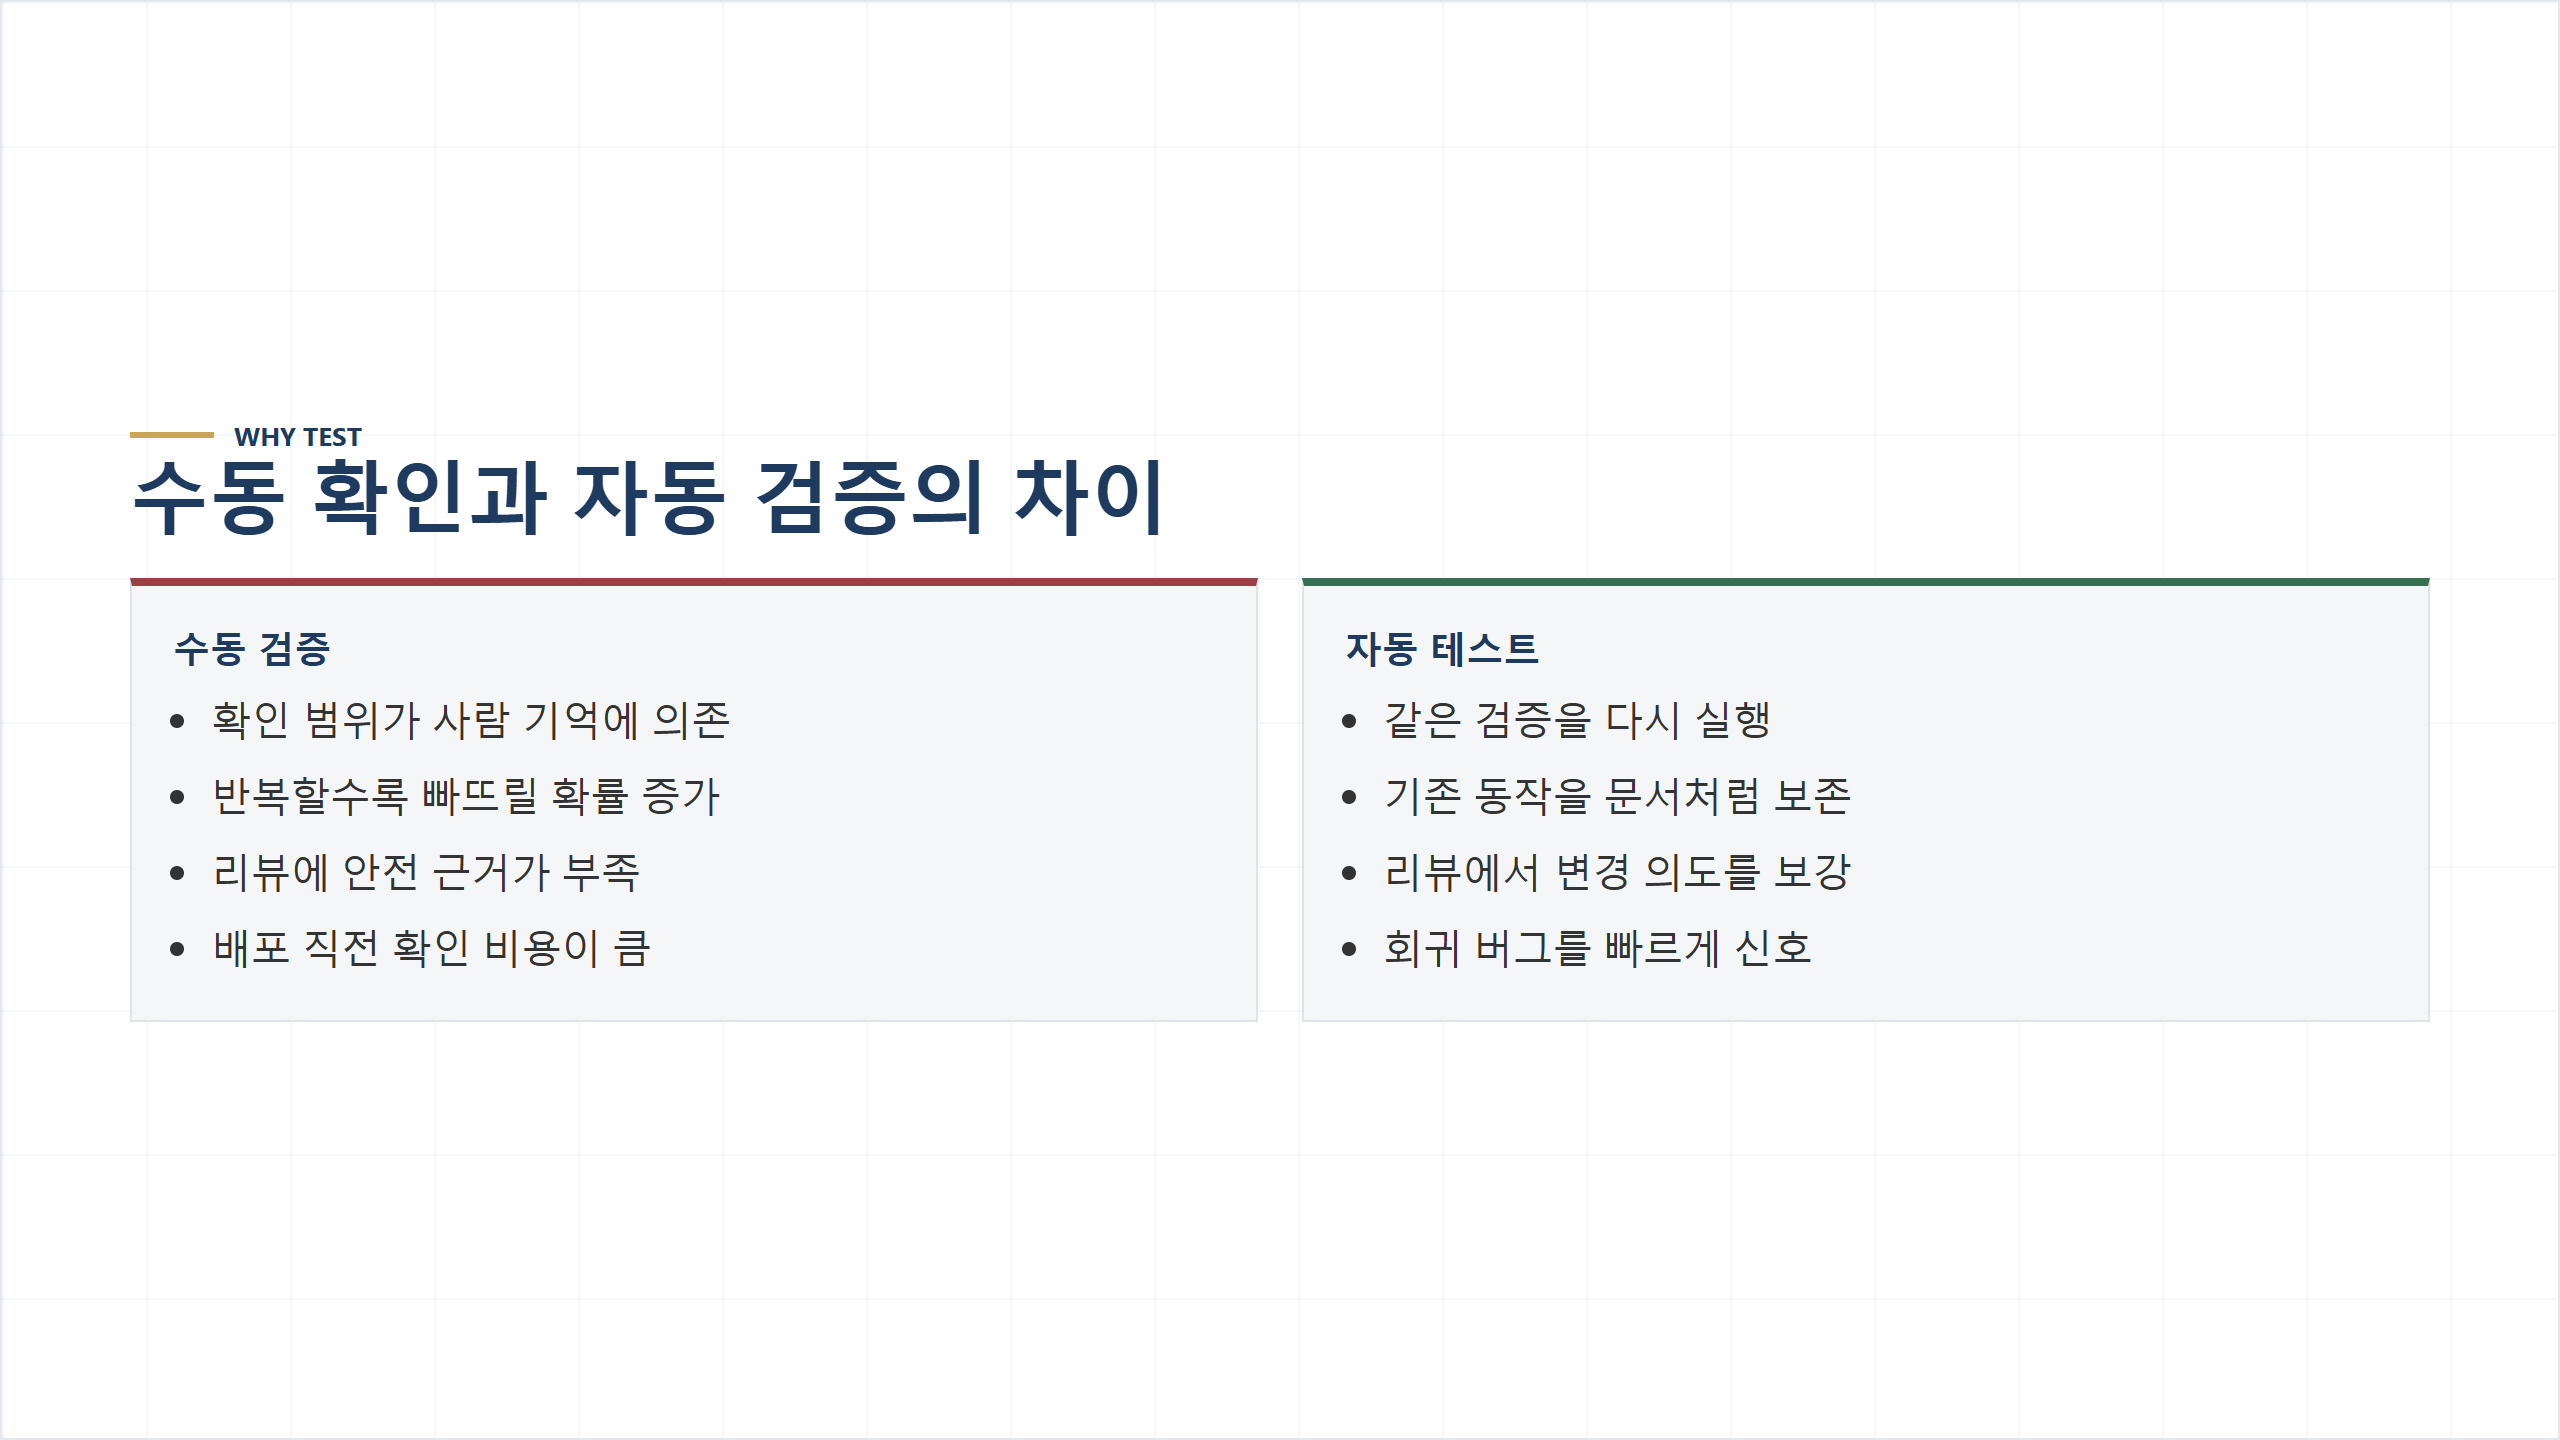 WHY TEST
수동 확인과 자동 검증의 차이
수동 검증
확인 범위가 사람 기억에 의존
반복할수록 빠뜨릴 확률 증가
리뷰에 안전 근거가 부족
배포 직전 확인 비용이 큼
자동 테스트
같은 검증을 다시 실행
기존 동작을 문서처럼 보존
리뷰에서 변경 의도를 보강
회귀 버그를 빠르게 신호